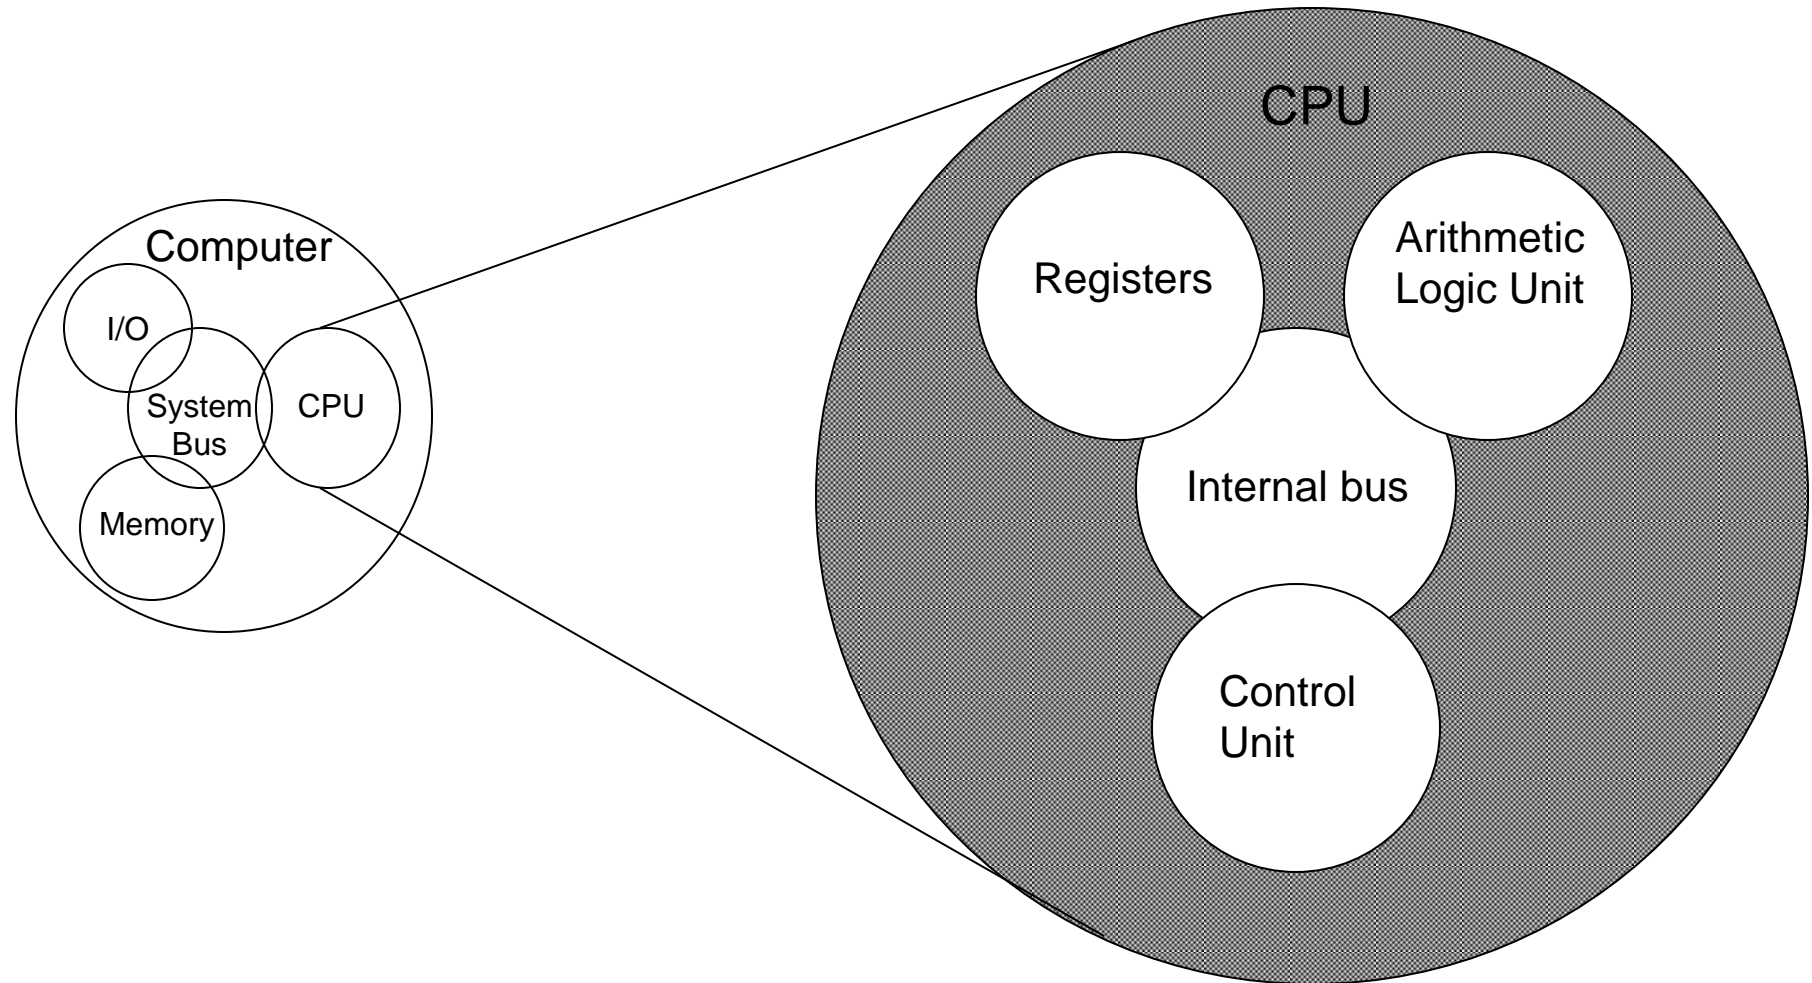 Computer
I/O
System
Bus
CPU
Memory
CPU
Registers
Arithmetic
Logic Unit
Internal bus
Control
Unit